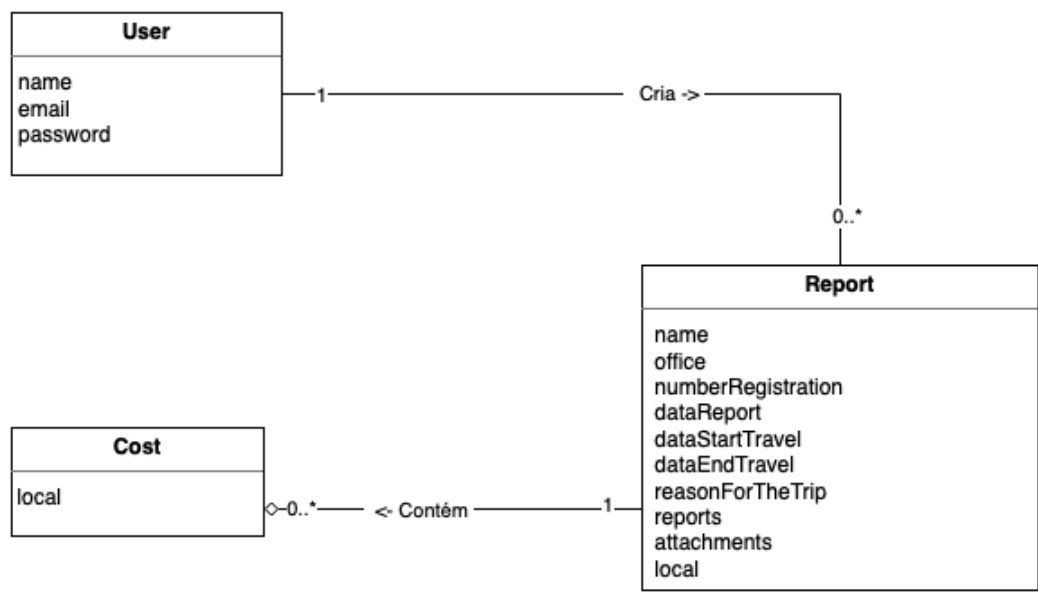 User
name
email
password
1
Cria ->
0..*
Report
name
office
numberRegistration
dataReport
dataStartTravel
dataEndTravel
reasonForTheTrip
reports
attachments
local
Cost
local
0..*
<- Contém
1